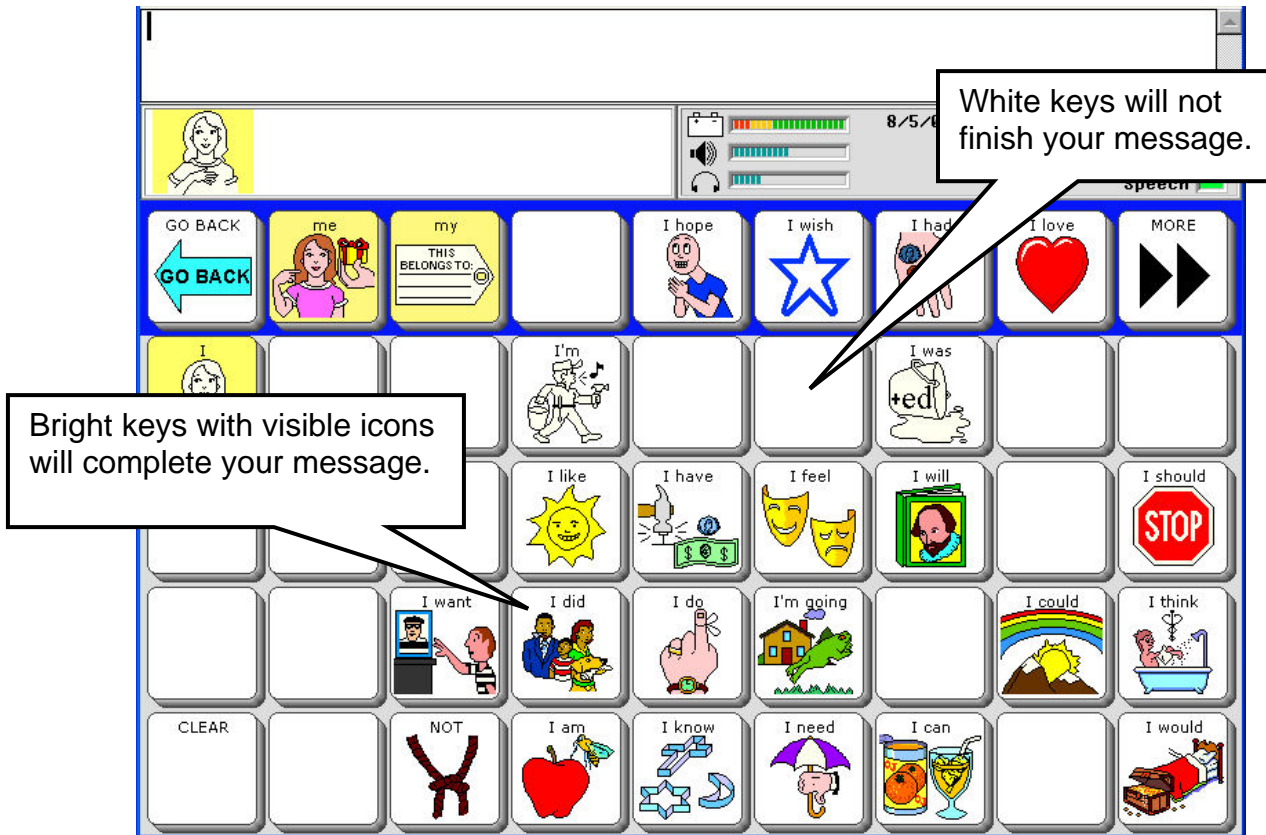 White keys will not
finish your message.
8/5/
Speech
GO BACK
me
my
I hope
I wish
I had
I love
MORE
GO BACK
THIS
BELONGS TO:
I
I'm
I was
+ed
Bright keys with visible icons
will complete your message.
I like
I have
I feel
I will
I should
STOP
I want
I did
I do
I'm going
I could
I think
CLEAR
NOT
I am
I know
I need
I can
I would
OJ